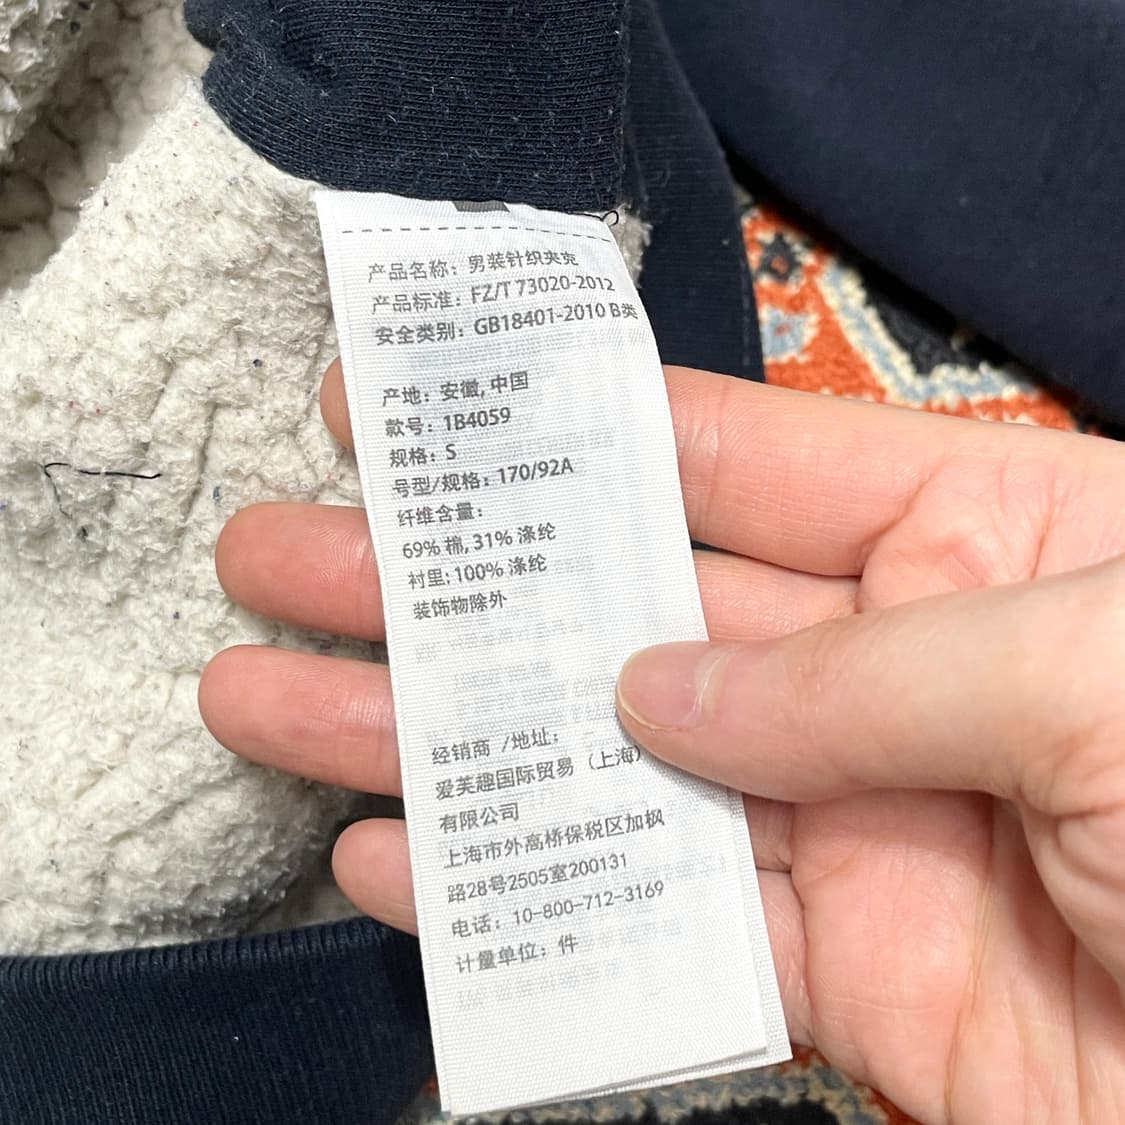 产品名称：男装针织夹克
产品标准：FZ/T 73020-2012
安全类别：GB18401-2010 B类
产地：安徽, 中国
款号：1B4059
规格：S
号型/规格：170/92A
纤维含量：
69% 棉, 31% 涤纶
衬里: 100% 涤纶
装饰物除外
经销商 /地址：
爱芙趣国际贸易（上海）
有限公司
上海市外高桥保税区加枫
路28号2505室200131
电话：10-800-712-3169
计量单位：件